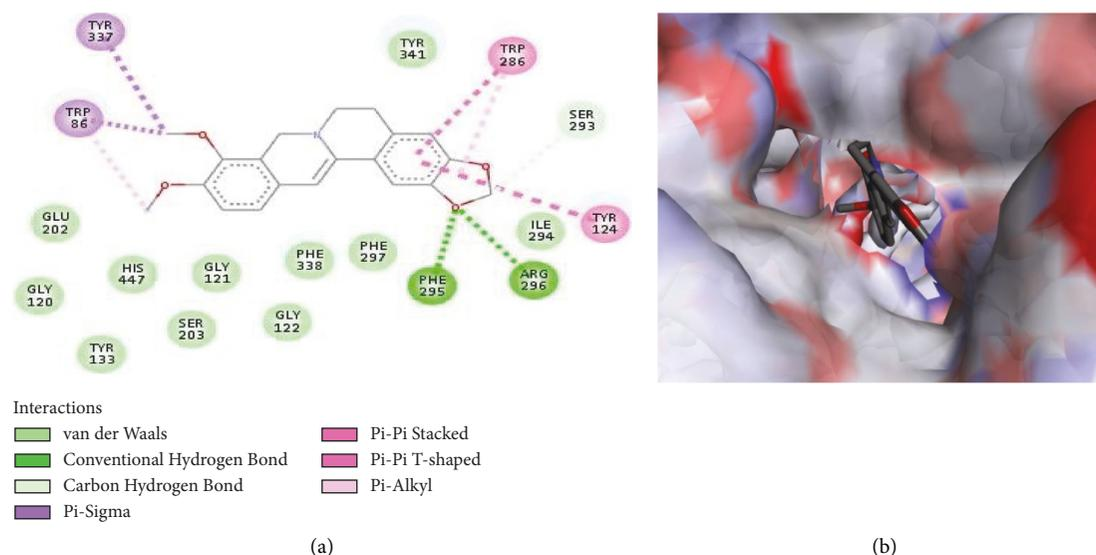 TYR
337
TYR
341
TRP
286
TRP
86
SER
293
N
O
O
O
O
GLU
202
ILE
294
TYR
124
HIS
447
GLY
121
PHE
338
PHE
297
GLY
120
PHE
295
ARG
296
SER
203
GLY
122
TYR
133
Interactions
van der Waals
Conventional Hydrogen Bond
Carbon Hydrogen Bond
Pi-Sigma
Pi-Pi Stacked
Pi-Pi T-shaped
Pi-Alkyl
(a)
(b)